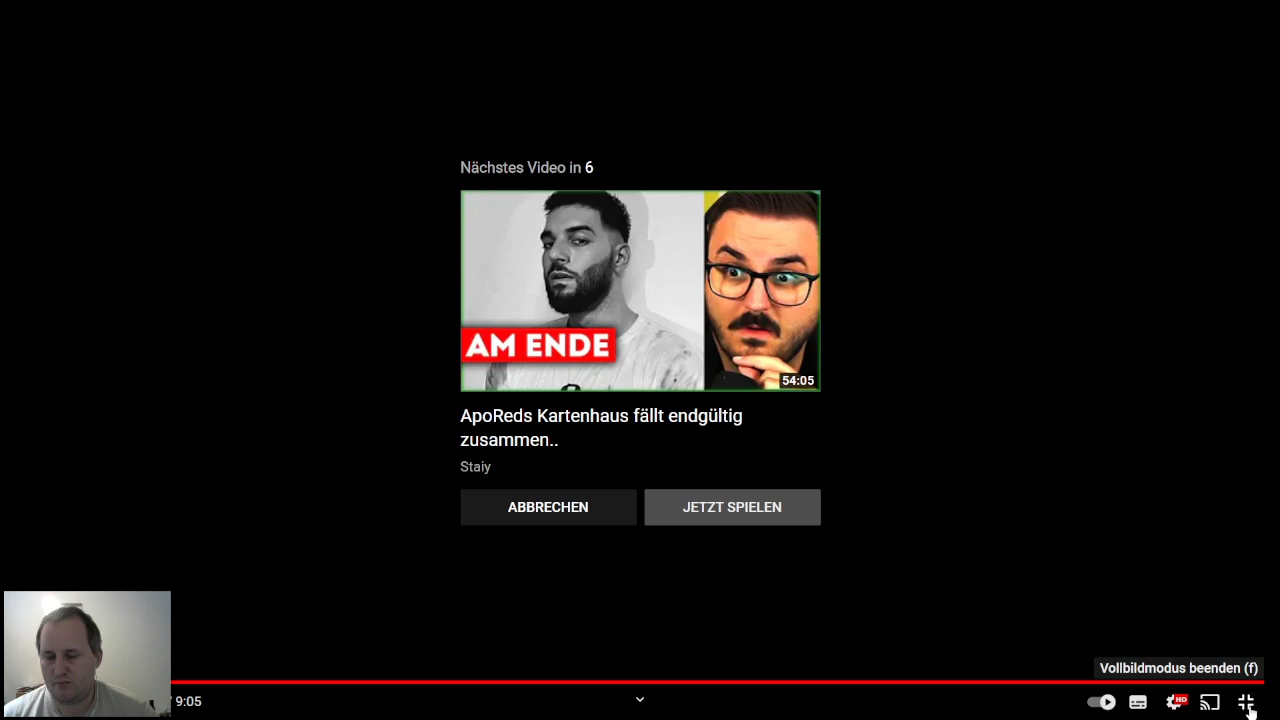 Nächstes Video in 6
AM ENDE
54:05
ApoReds Kartenhaus fällt endgültig
zusammen..
Staiy
ABBRECHEN
JETZT SPIELEN
Vollbildmodus beenden (f)
/ 9:05
HD